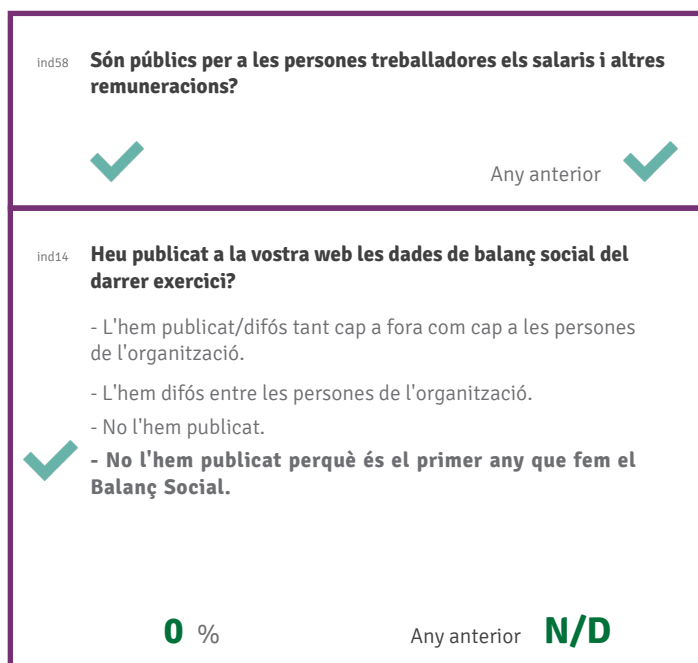 ind58 Són públics per a les persones treballadores els salaris i altres
remuneracions?
Any anterior
ind14 Heu publicat a la vostra web les dades de balanç social del
darrer exercici?
- L'hem publicat/difós tant cap a fora com cap a les persones
de l'organització.
- L'hem difós entre les persones de l'organització.
- No l'hem publicat.
- No l'hem publicat perquè és el primer any que fem el
Balanç Social.
0 % Any anterior N/D